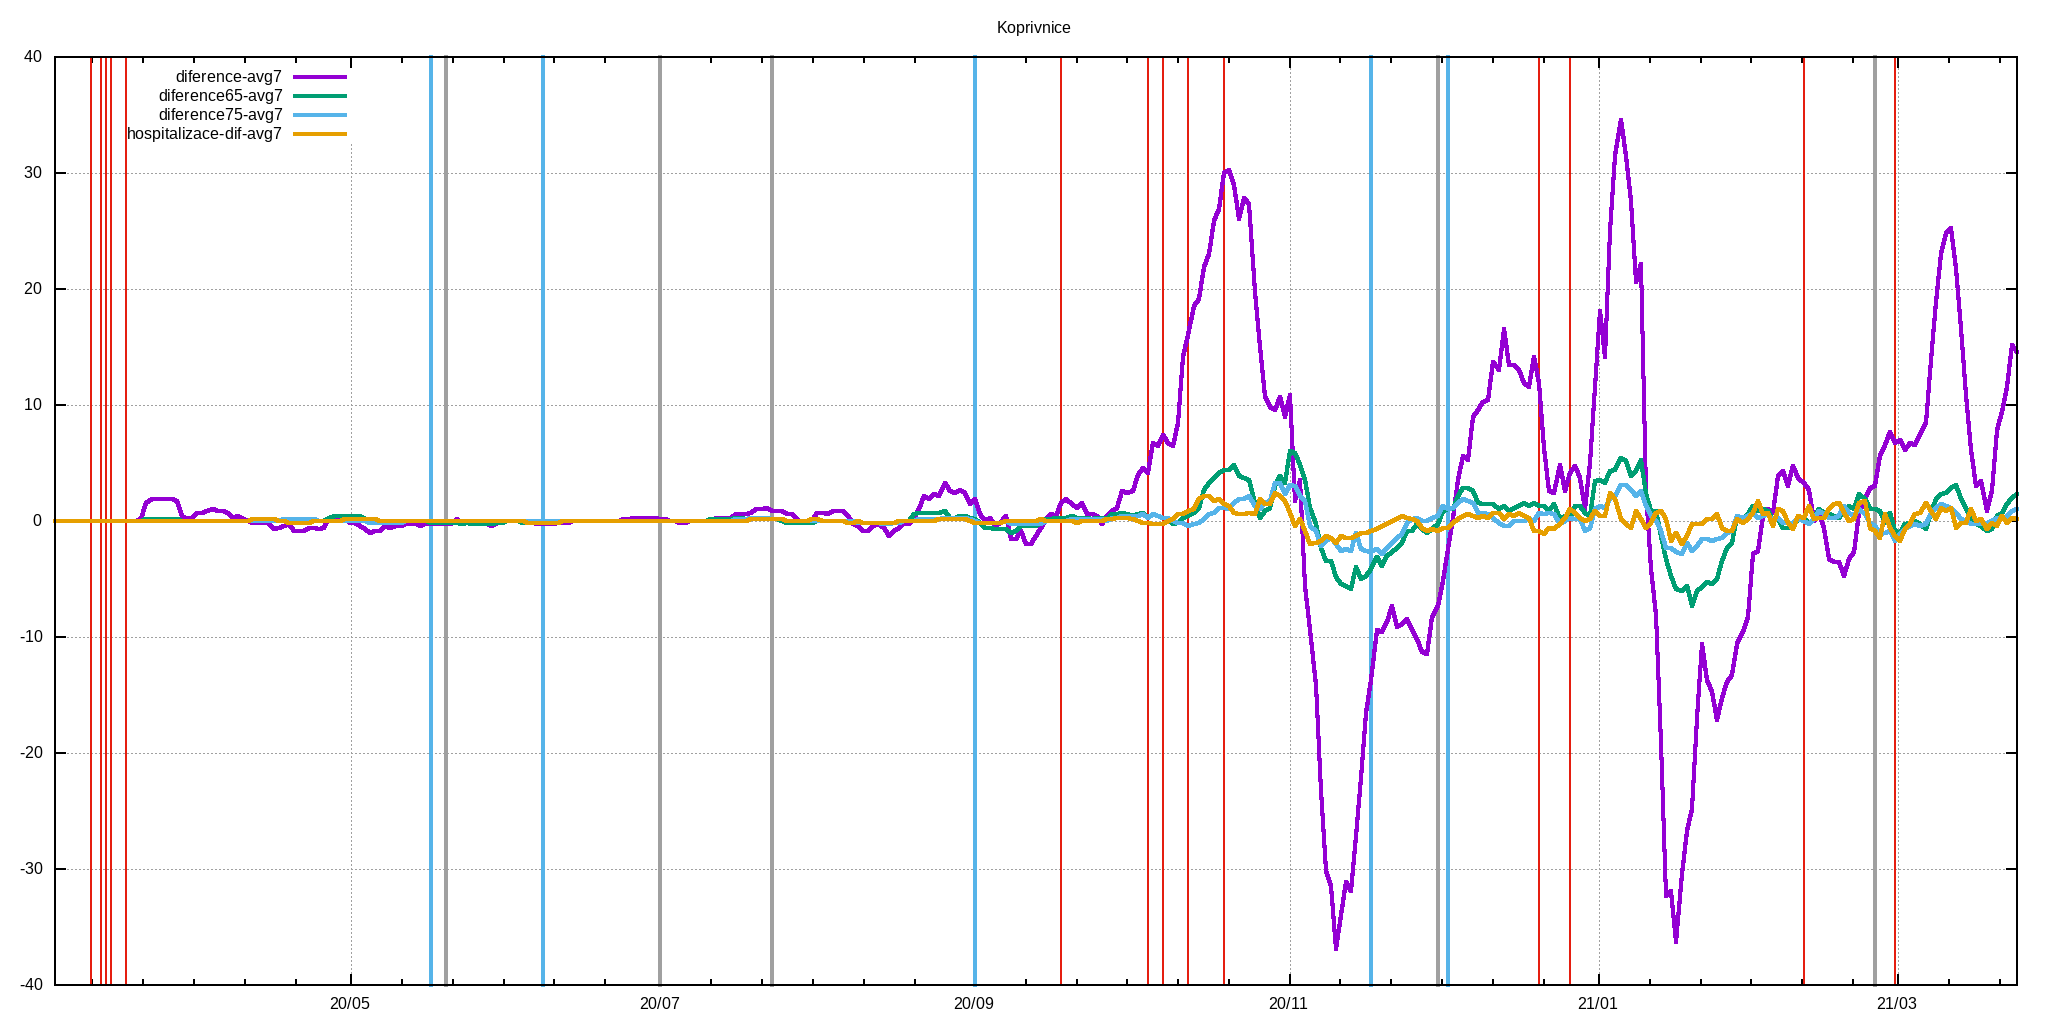 Koprivnice
diference-avg7
diference65-avg7
diference75-avg7
hospitalizace-dif-avg7
40
30
20
10
0
-10
-20
-30
-40
20/05 20/07 20/09 20/11 21/01 21/03